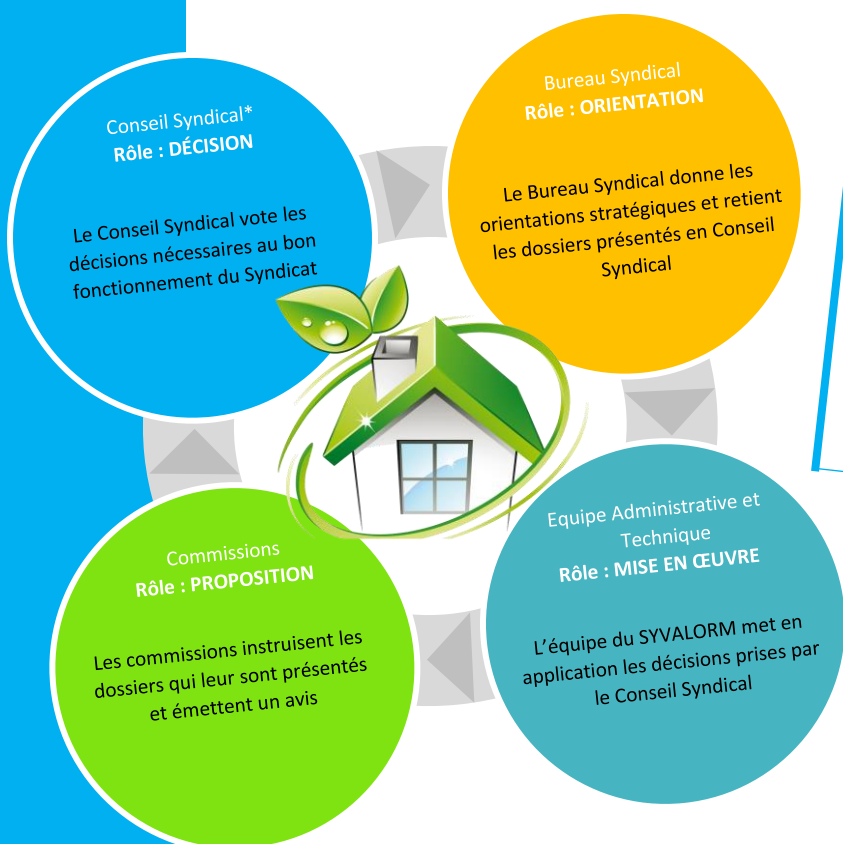 Conseil Syndical*
Rôle : DÉCISION
Le Conseil Syndical vote les
décisions nécessaires au bon
fonctionnement du Syndicat
Bureau Syndical
Rôle : ORIENTATION
Le Bureau Syndical donne les
orientations stratégiques et retient
les dossiers présentés en Conseil
Syndical
Equipe Administrative et
Technique
Rôle : MISE EN ŒUVRE
L’équipe du SYVALORM met en
application les décisions prises par
le Conseil Syndical
Commissions
Rôle : PROPOSITION
Les commissions instruisent les
dossiers qui leur sont présentés
et émettent un avis